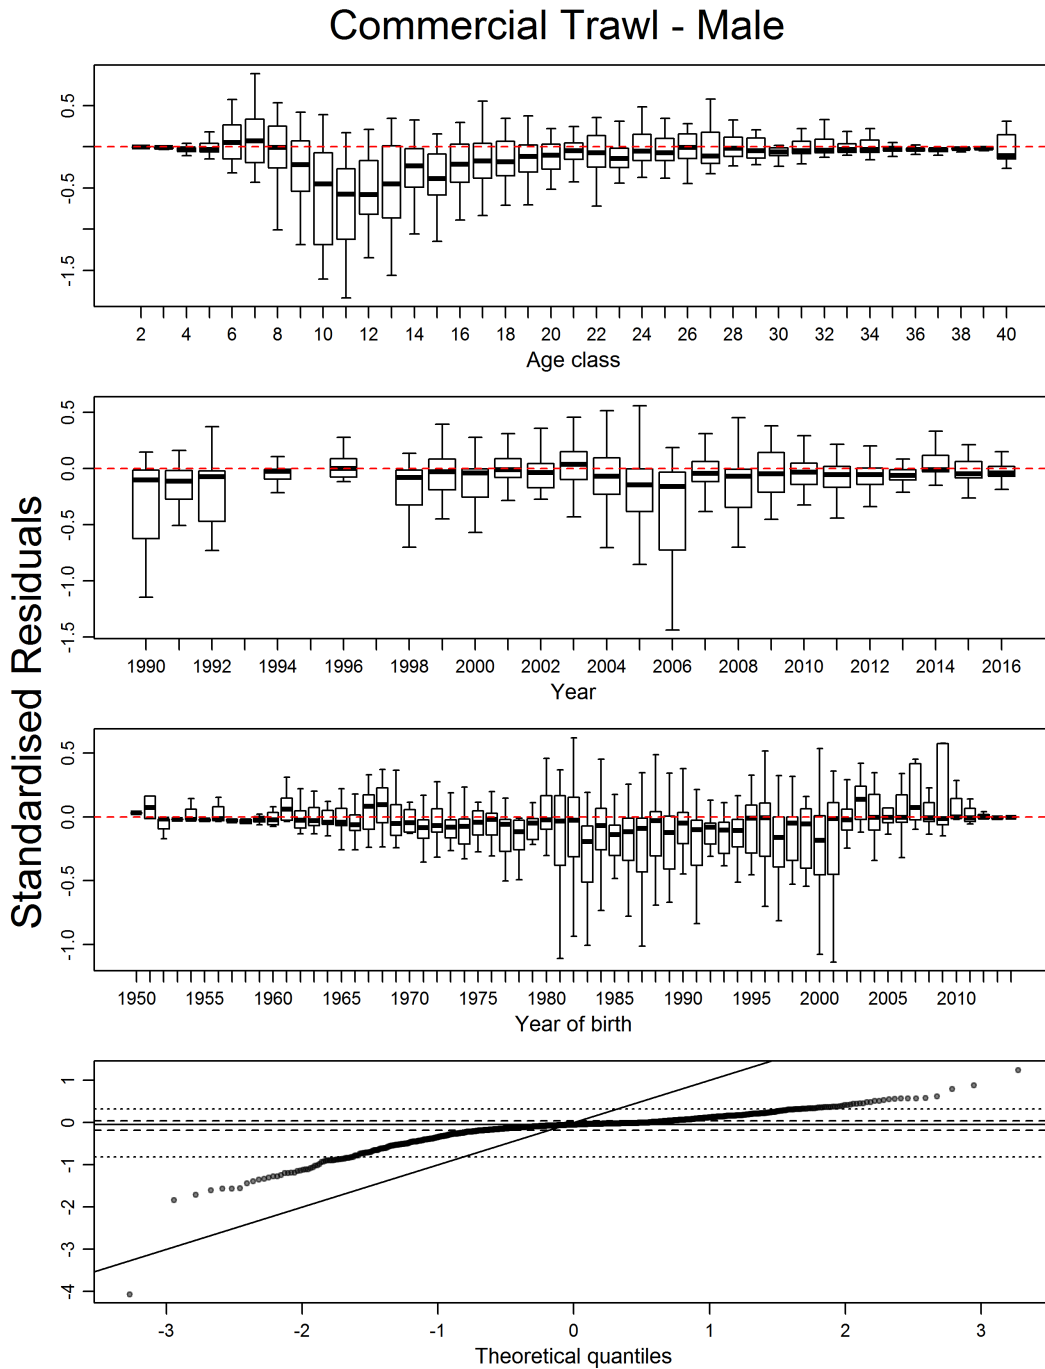 Commercial Trawl - Male
Standardised Residuals
0.5
-0.5
-1.5
2 4 6 8 10 12 14 16 18 20 22 24 26 28 30 32 34 36 38 40
Age class
0.5
0.0
-0.5
-1.0
-1.5
1990 1992 1994 1996 1998 2000 2002 2004 2006 2008 2010 2012 2014 2016
Year
0.5
0.0
-0.5
-1.0
1950 1955 1960 1965 1970 1975 1980 1985 1990 1995 2000 2005 2010
Year of birth
1
0
-1
-2
-3
-4
-3 -2 -1 0 1 2 3
Theoretical quantiles